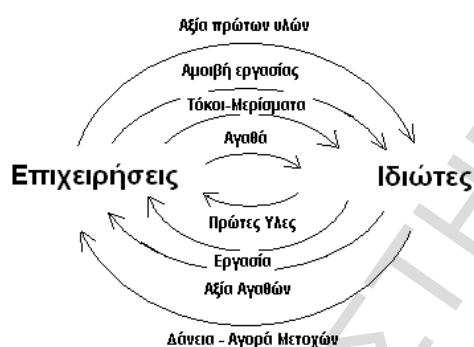 Αξία πρώτων υλών
Αμοιβή εργασίας
Τόκοι-Μερίσματα
Αγαθά
Επιχειρήσεις
Ιδιώτες
Πρώτες Υλες
Εργασία
Αξία Αγαθών
Δάνεια - Αγορά Μετοχών